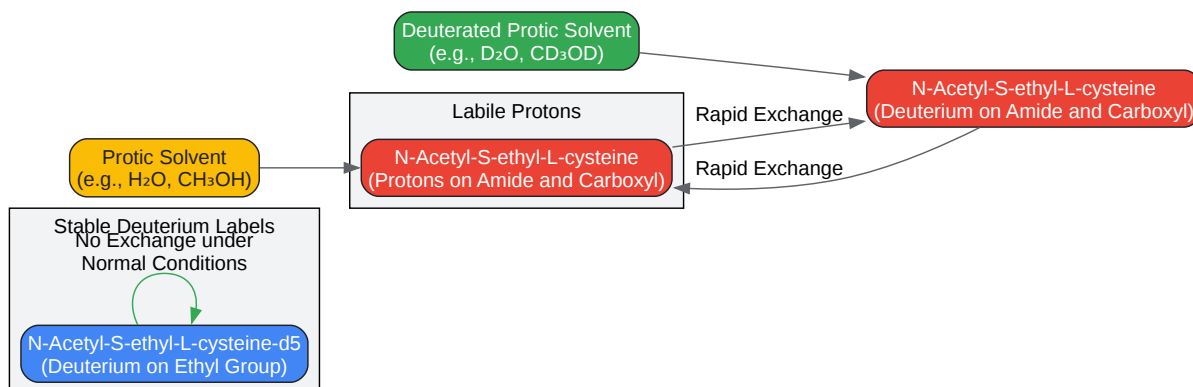 Deuterated Protic Solvent
(e.g., D₂O, CD₃OD)
N-Acetyl-S-ethyl-L-cysteine
(Deuterium on Amide and Carboxyl)
Labile Protons
Rapid Exchange
Protic Solvent
(e.g., H₂O, CH₃OH)
N-Acetyl-S-ethyl-L-cysteine
(Protons on Amide and Carboxyl)
Rapid Exchange
Stable Deuterium Labels
No Exchange under
Normal Conditions
N-Acetyl-S-ethyl-L-cysteine-d5
(Deuterium on Ethyl Group)